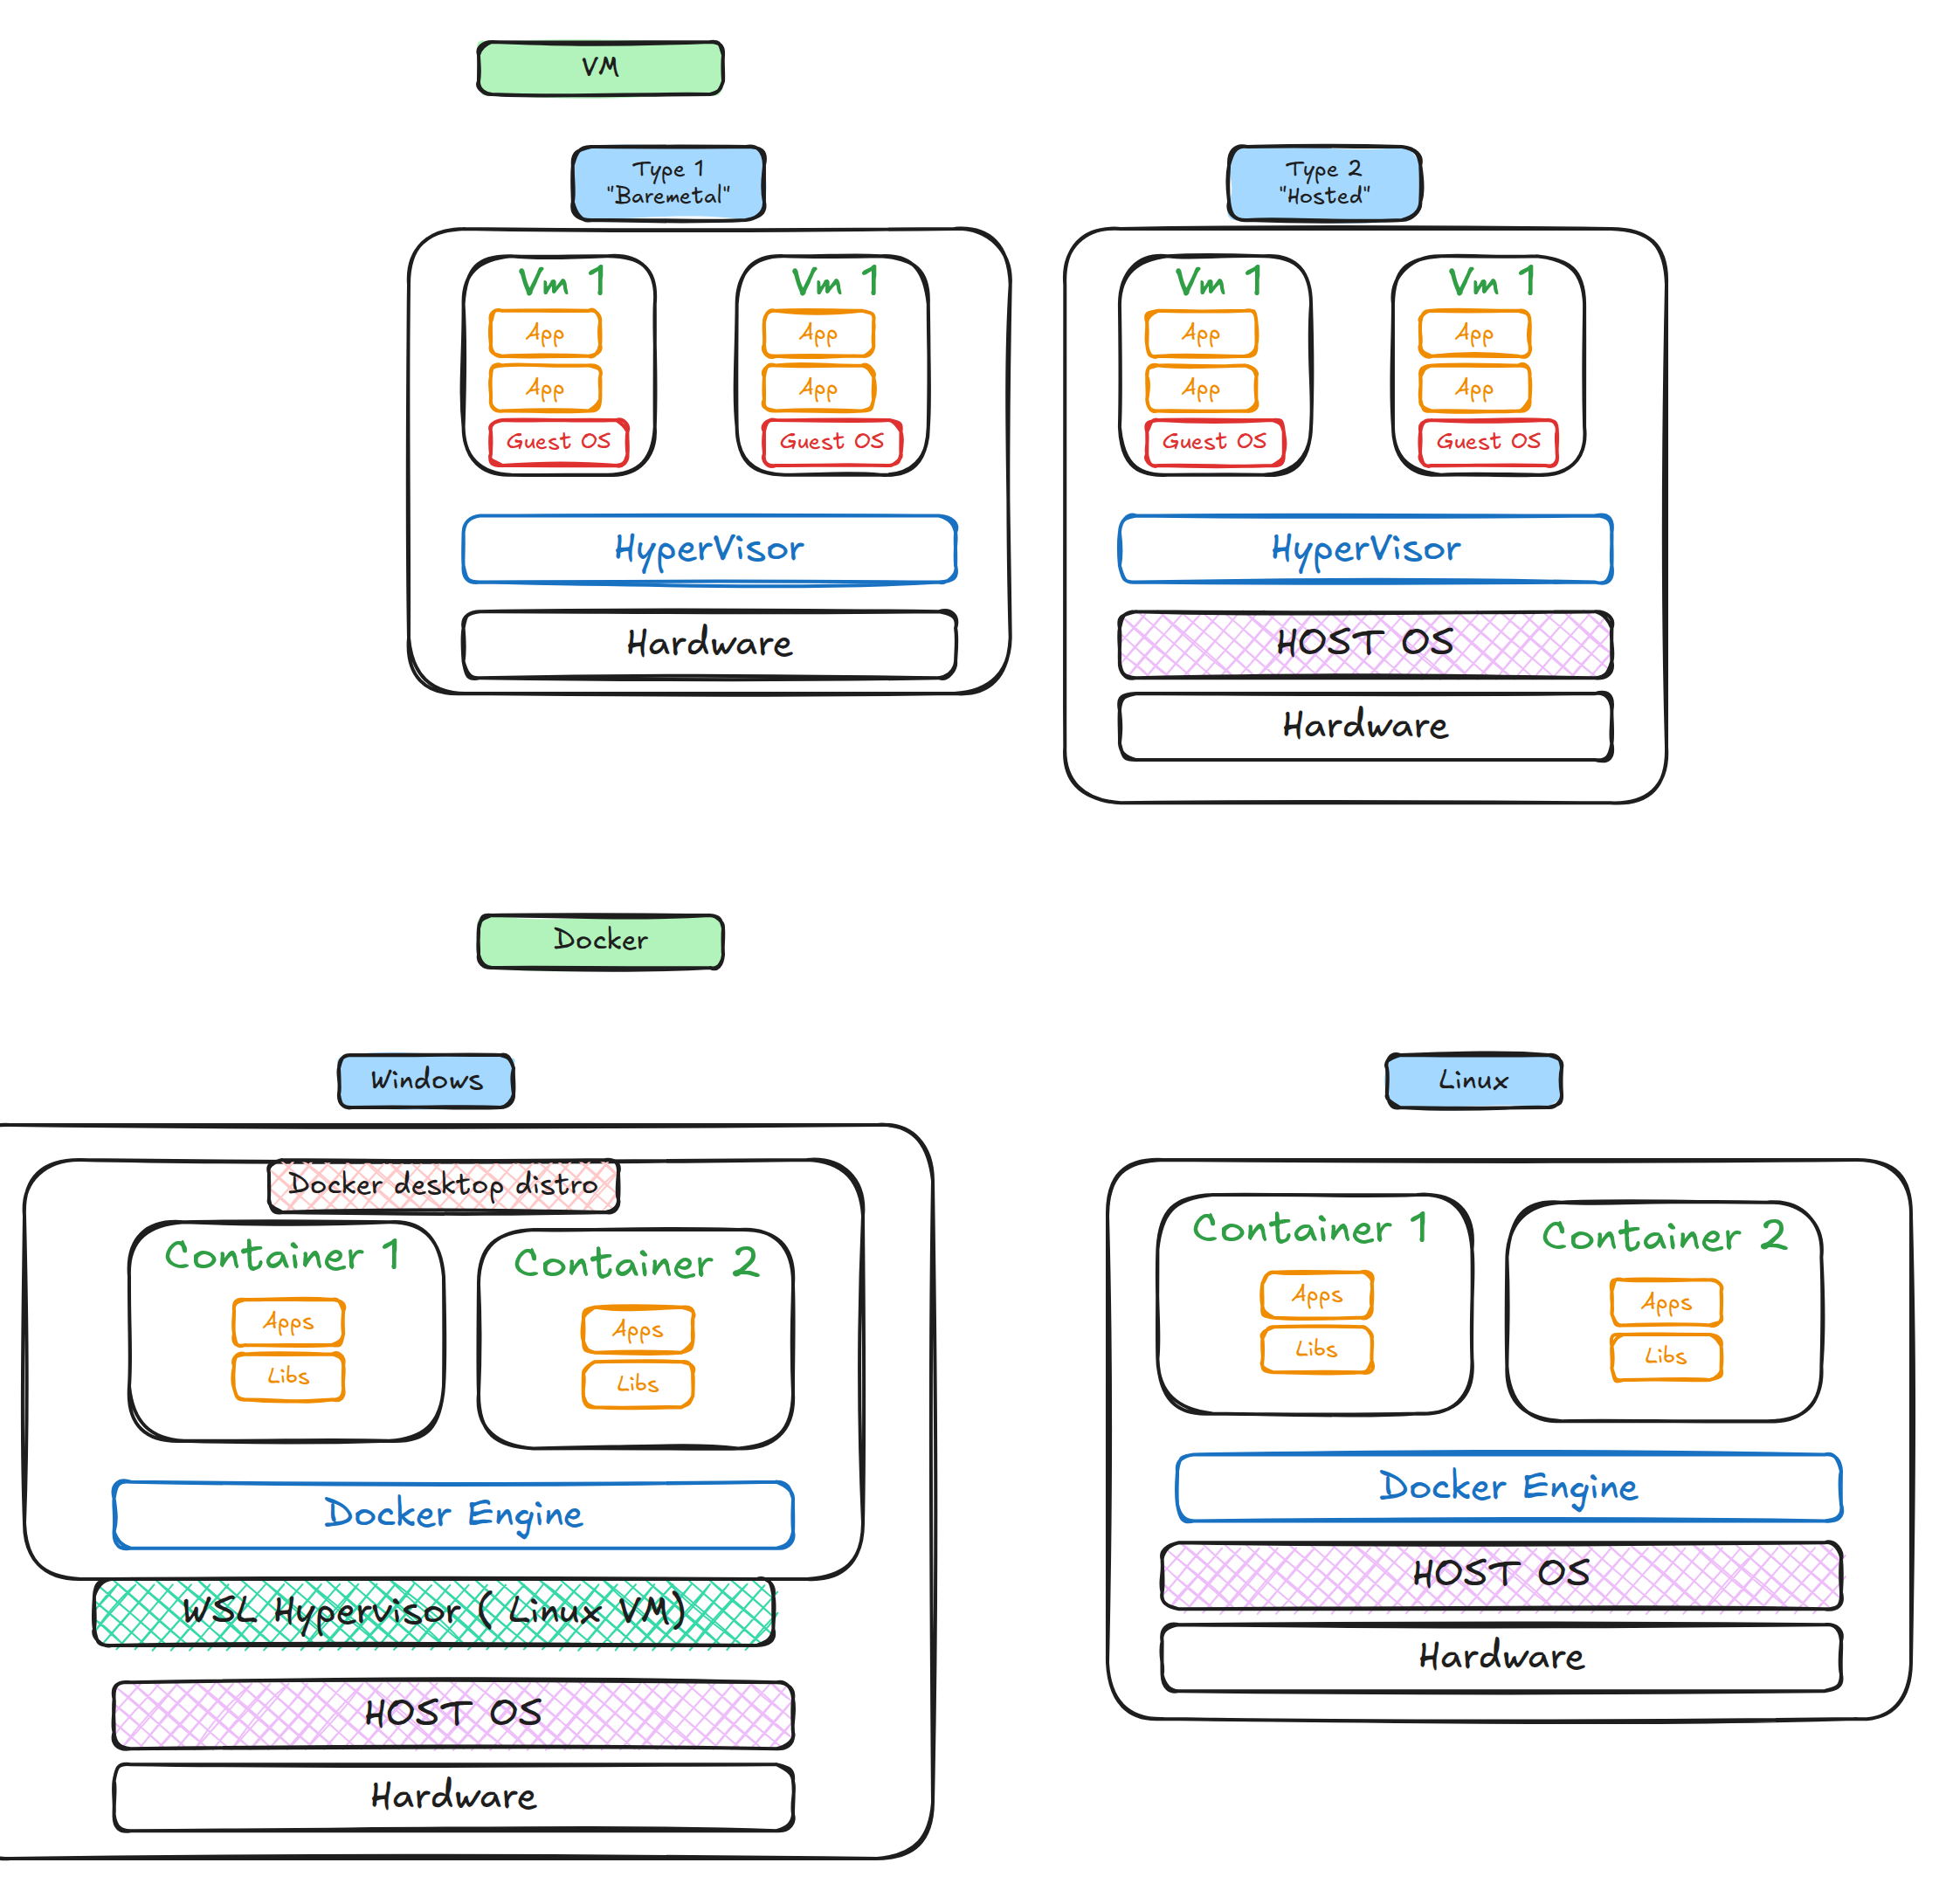 VM
Type 1
"Baremetal"
Type 2
"Hosted"
Vm 1
App
App
Guest OS
Vm 1
App
App
Guest OS
HyperVisor
Hardware
Vm 1
App
App
Guest OS
Vm 1
App
App
Guest OS
HyperVisor
HOST OS
Hardware
Docker
Windows
Docker desktop distro
Container 1
Apps
Libs
Container 2
Apps
Libs
Docker Engine
WSL Hypervisor ( Linux VM)
HOST OS
Hardware
Linux
Container 1
Apps
Libs
Container 2
Apps
Libs
Docker Engine
HOST OS
Hardware